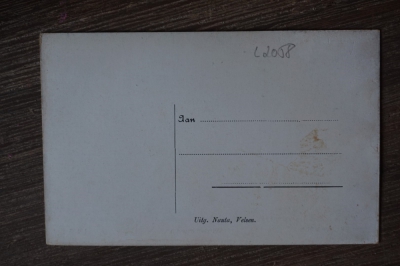 L2058
Aan
Uitg. Nauta, Velsen.